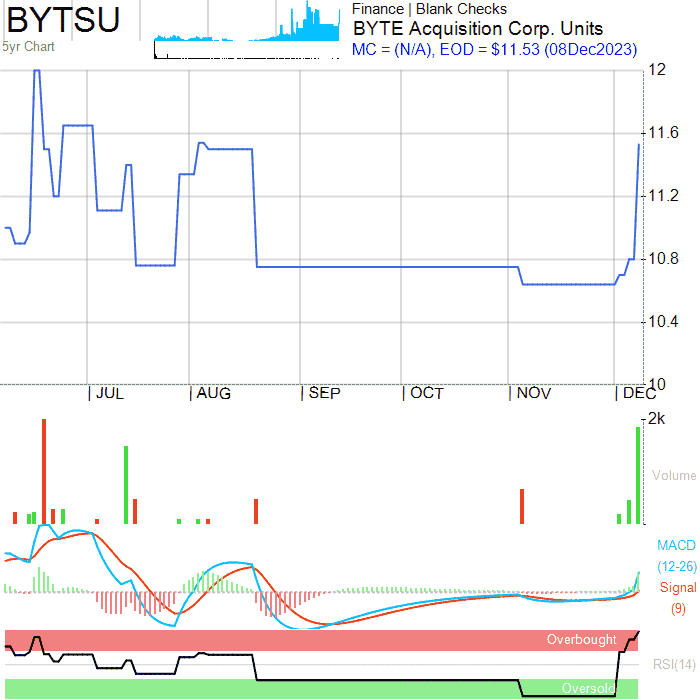 BYTSU
Finance | Blank Checks
BYTE Acquisition Corp. Units
5yr Chart
MC = (N/A), EOD = $11.53 (08Dec2023)
12
11.6
11.2
10.8
10.4
10
JUL
AUG
SEP
OCT
NOV
DEC
2k
Volume
MACD
(12-26)
Signal
(9)
Overbought
RSI(14)
Oversold